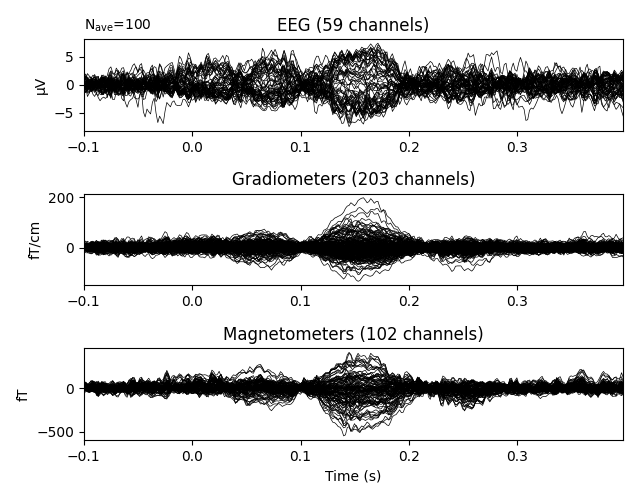 N_ave=100 EEG (59 channels)
5
0
−5
µV
−0.1 0.0 0.1 0.2 0.3
Gradiometers (203 channels)
200
0
fT/cm
−0.1 0.0 0.1 0.2 0.3
Magnetometers (102 channels)
0
−500
fT
−0.1 0.0 0.1 0.2 0.3
Time (s)